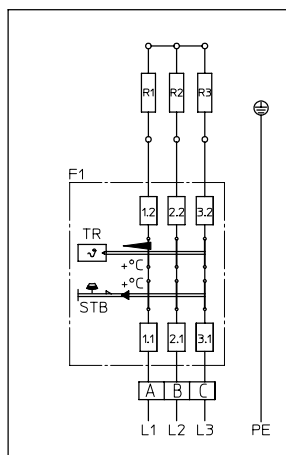 R1 R2 R3
F1
1.2 2.2 3.2
TR
+°C
+°C
STB
1.1 2.1 3.1
A B C
L1 L2 L3 PE